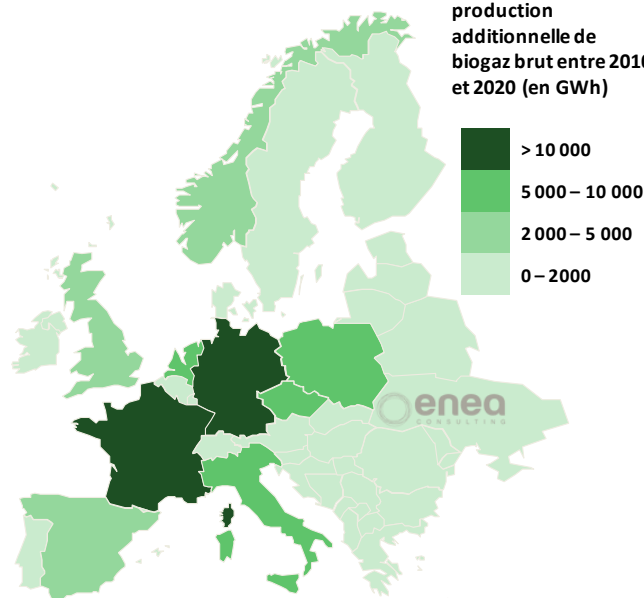 production
additionnelle de
biogaz brut entre
et 2020 (en GWh)
> 10 000
5 000 – 10 000
2 000 – 5 000
0 – 2000
enea
CONSULTING